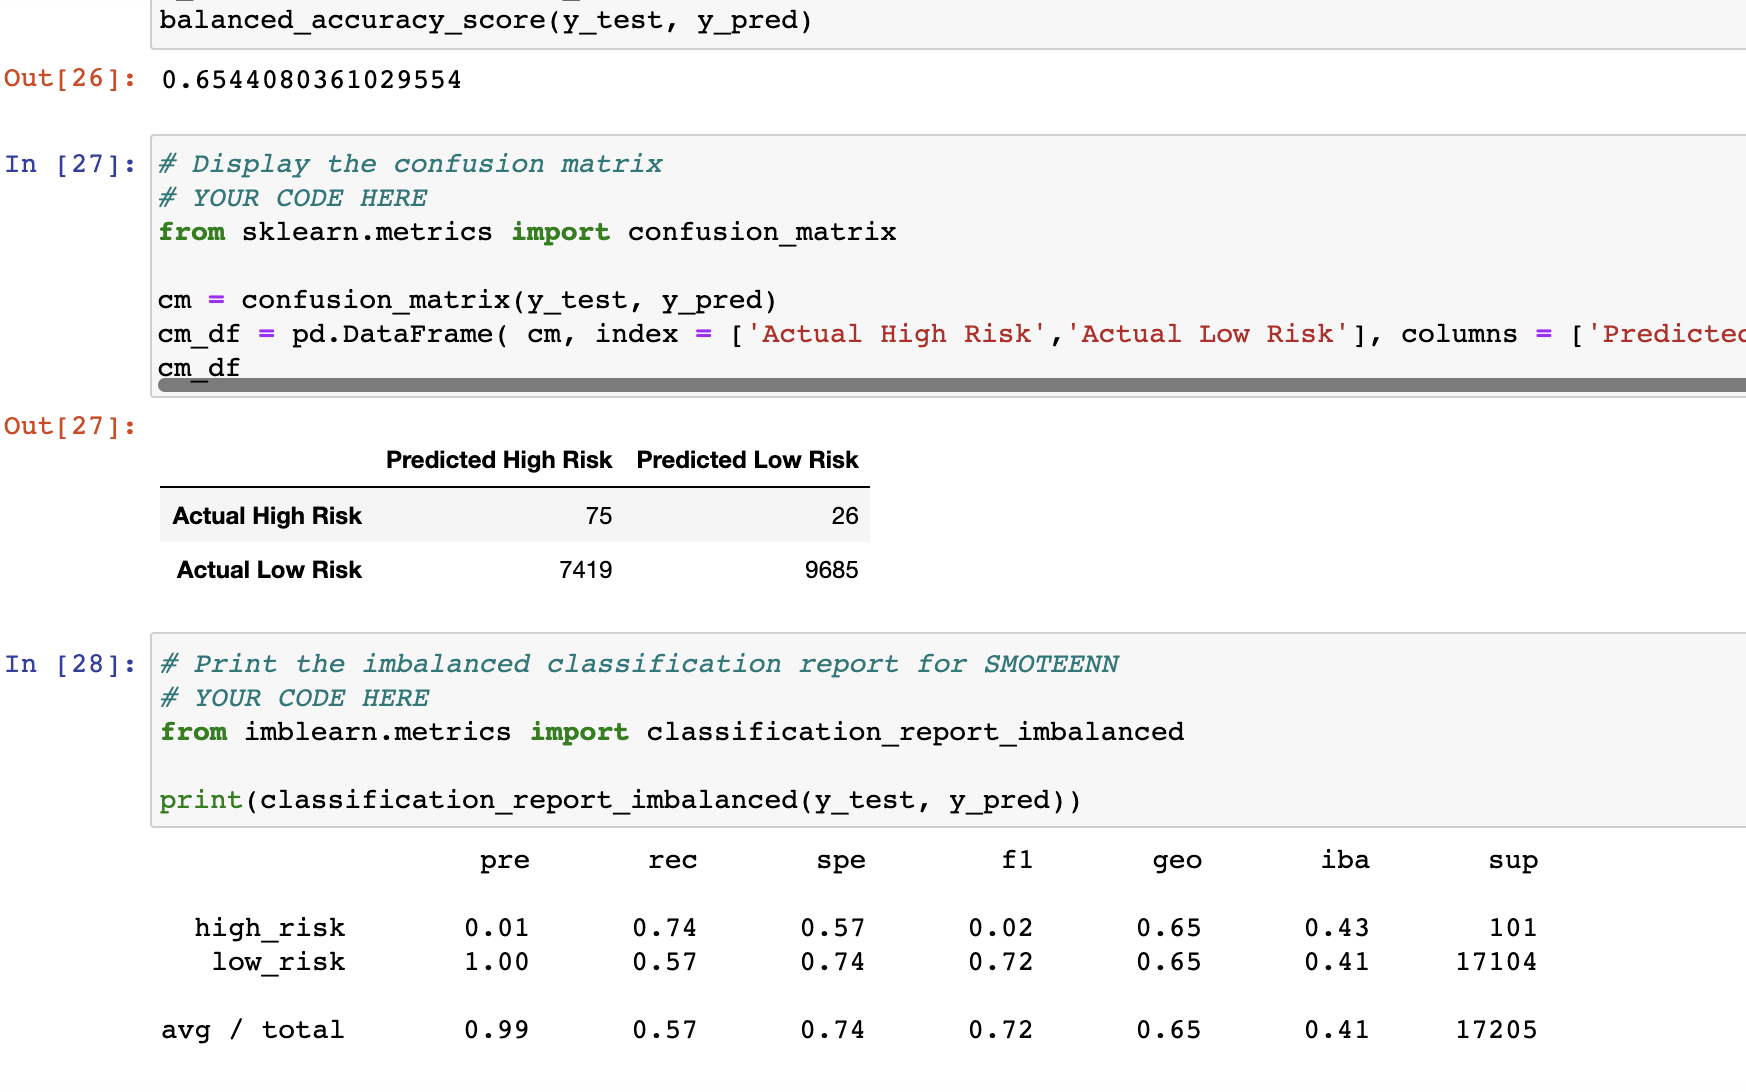 balanced_accuracy_score(y_test, y_pred)
Out[26]: 0.6544080361029554
In [27]: # Display the confusion matrix
# YOUR CODE HERE
from sklearn.metrics import confusion_matrix
cm = confusion_matrix(y_test, y_pred)
cm_df = pd.DataFrame( cm, index = ['Actual High Risk','Actual Low Risk'], columns = ['Predicted
cm_df
Out[27]:
Predicted High Risk Predicted Low Risk
Actual High Risk 75 26
Actual Low Risk 7419 9685
In [28]: # Print the imbalanced classification report for SMOTEENN
# YOUR CODE HERE
from imblearn.metrics import classification_report_imbalanced
print(classification_report_imbalanced(y_test, y_pred))
pre rec spe f1 geo iba sup
high_risk 0.01 0.74 0.57 0.02 0.65 0.43 101
low_risk 1.00 0.57 0.74 0.72 0.65 0.41 17104
avg / total 0.99 0.57 0.74 0.72 0.65 0.41 17205